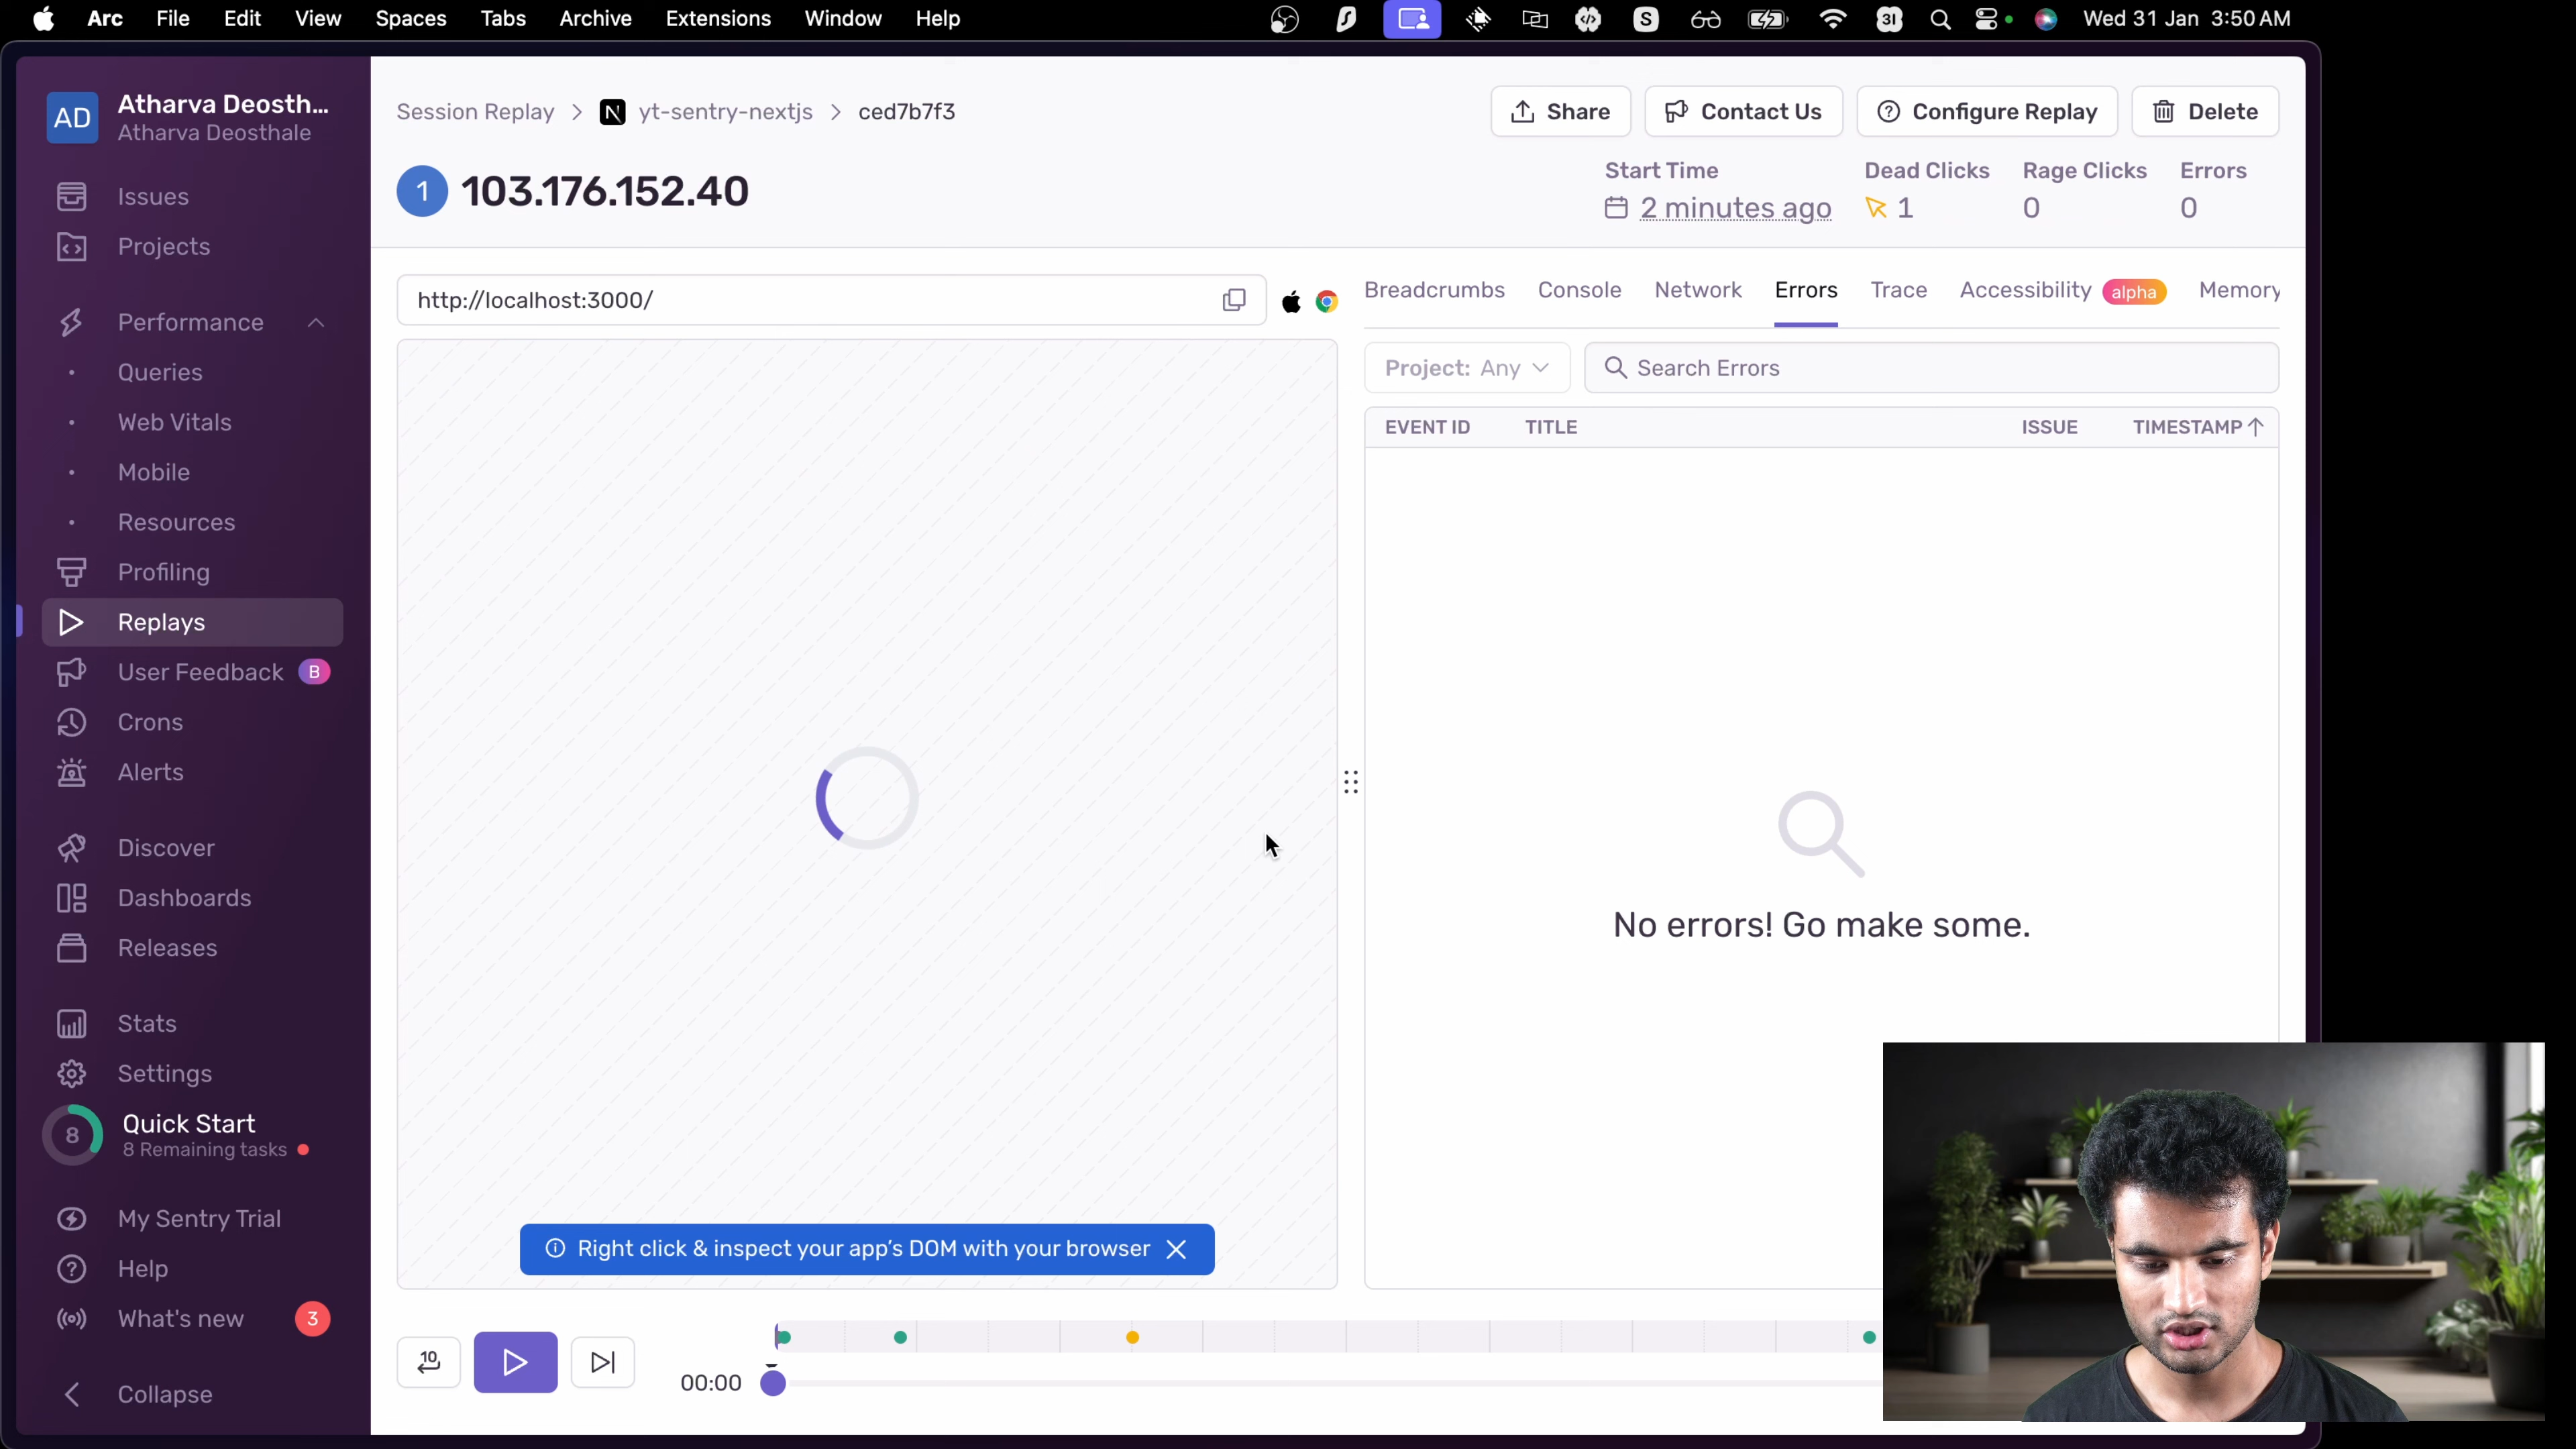 Arc File Edit View Spaces Tabs Archive Extensions Window Help S 31 Wed 31 Jan 3:50 AM
AD Atharva Deosth...
Atharva Deosthale
Issues
Projects
Performance
Queries
Web Vitals
Mobile
Resources
Profiling
Replays
User Feedback B
Crons
Alerts
Discover
Dashboards
Releases
Stats
Settings
8 Quick Start
8 Remaining tasks
My Sentry Trial
Help
What's new 3
Collapse
Session Replay > N yt-sentry-nextjs > ced7b7f3
Share Contact Us Configure Replay Delete
1 103.176.152.40
Start Time Dead Clicks Rage Clicks Errors
2 minutes ago 1 0 0
http://localhost:3000/
Breadcrumbs Console Network Errors Trace Accessibility alpha Memory
Project: Any Search Errors
EVENT ID TITLE ISSUE TIMESTAMP
No errors! Go make some.
Right click & inspect your app's DOM with your browser
10 00:00